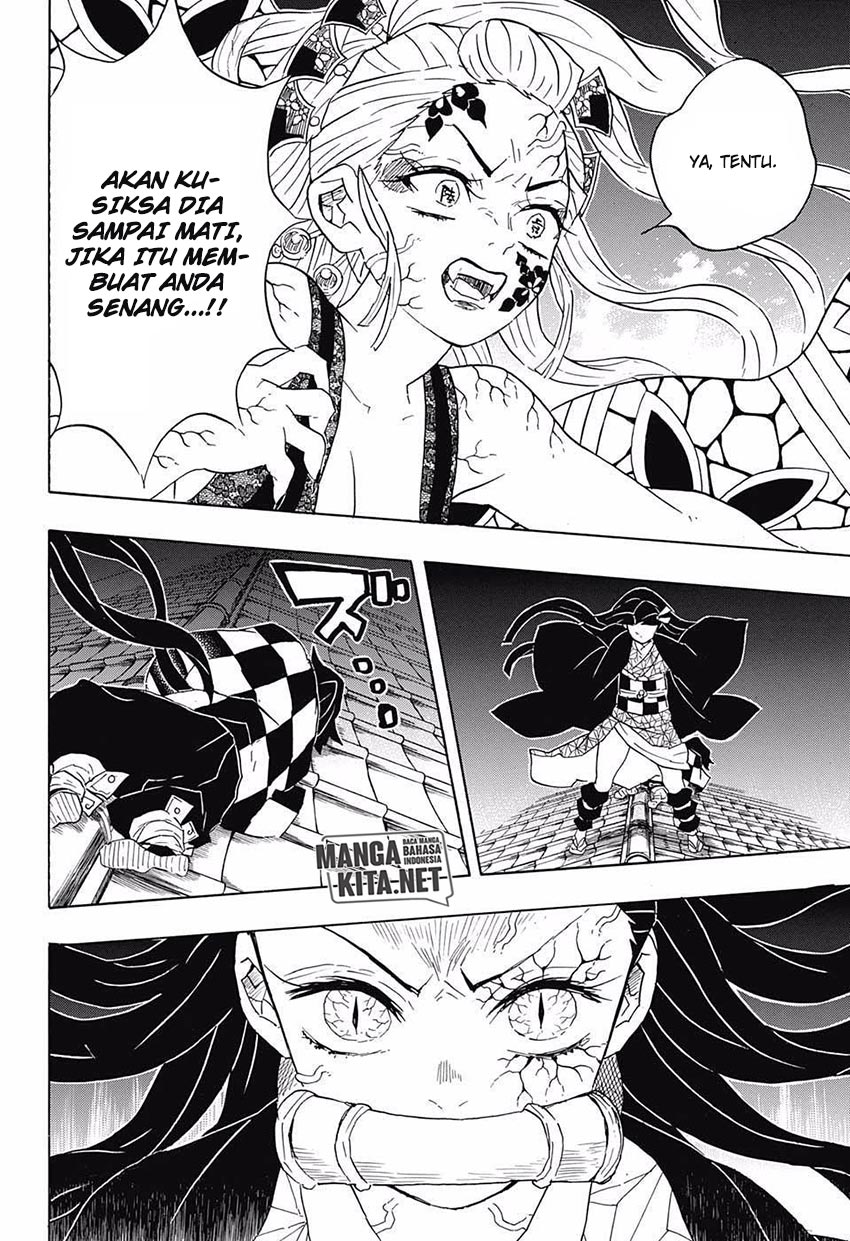 YA, TENTU.
AKAN KU-
SIKSA DIA
SAMPAI MATI,
JIKA ITU MEM-
BUAT ANDA
SENANG...!!
ズ゙...
MANGA
BACA MANGA
BAHASA
INDONESIA
KITA.NET